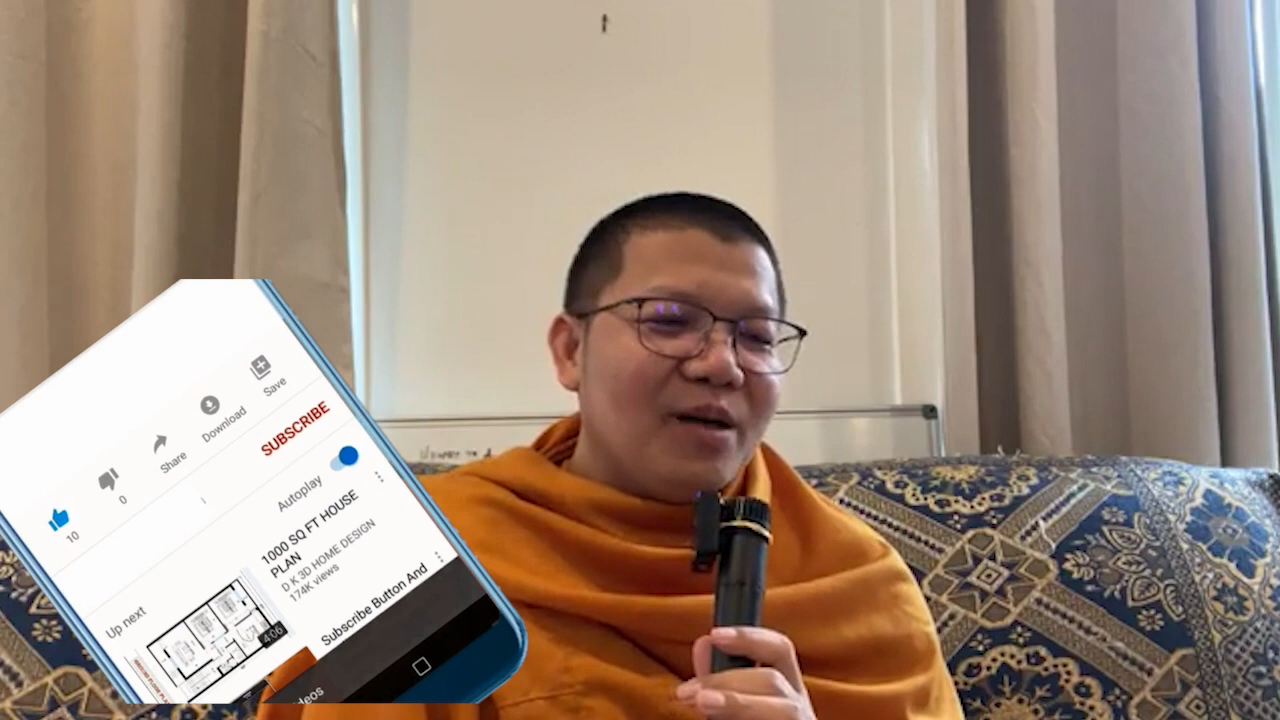 Save
Download
SUBSCRIBE
Share
0
10
Autoplay
Up next
1000 SQ FT HOUSE
PLAN
D K 3D HOME DESIGN
174K views
4:06
Subscribe Button And